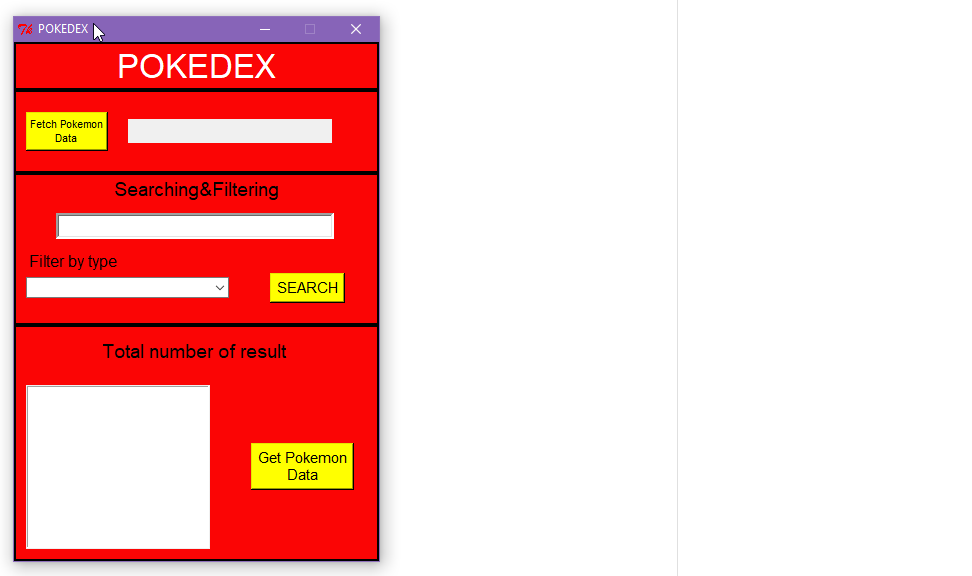 POKEDEX
POKEDEX
Fetch Pokemon
Data
Searching&Filtering
Filter by type
SEARCH
Total number of result
Get Pokemon
Data